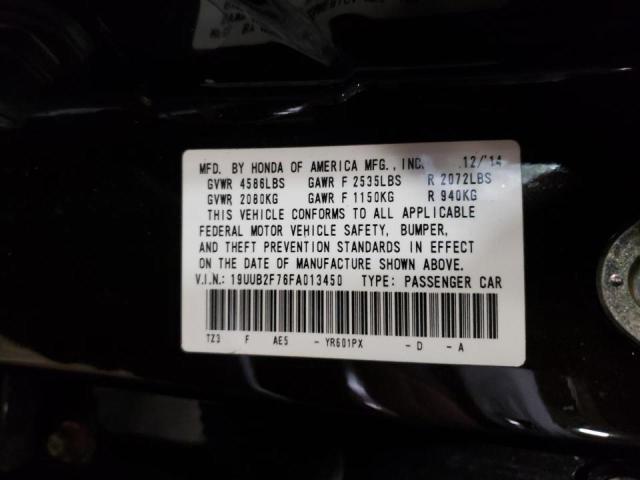 MFD. BY HONDA OF AMERICA MFG., INC. 12/'14
GVWR 4586LBS GAWR F 2535LBS R 2072LBS
GVWR 2080KG GAWR F 1150KG R 940KG
THIS VEHICLE CONFORMS TO ALL APPLICABLE
FEDERAL MOTOR VEHICLE SAFETY, BUMPER,
AND THEFT PREVENTION STANDARDS IN EFFECT
ON THE DATE OF MANUFACTURE SHOWN ABOVE.
V.I.N.: 19UUB2F76FA013450 TYPE: PASSENGER CAR
TZ3 F AE5 - YR601PX - D - A